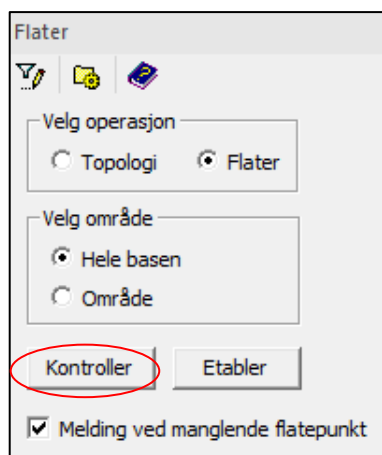 Flater
Velg operasjon
Topologi Flater
Velg område
Hele basen
Område
Kontroller Etabler
Melding ved manglende flatepunkt